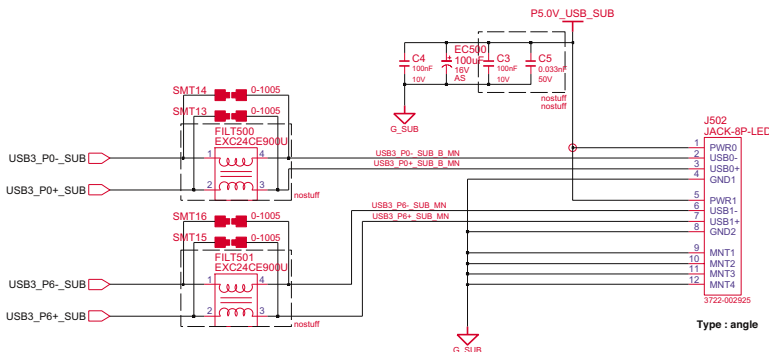 P5.0V_USB_SUB
C4
100nF
10V
EC500
100uF
16V
AS
C3
100nF
10V
C5
0.033nF
50V
nostuff
nostuff
G_SUB
SMT14
0-1005
SMT13
0-1005
FILT500
EXC24CE900U
1
4
2
3
nostuff
USB3_P0-_SUB
USB3_P0+_SUB
USB3_P0-_SUB_B_MN
USB3_P0+_SUB_B_MN
SMT16
0-1005
SMT15
0-1005
FILT501
EXC24CE900U
1
4
2
3
nostuff
USB3_P6-_SUB
USB3_P6+_SUB
USB3_P6-_SUB_MN
USB3_P6+_SUB_MN
G_SUB
J502
JACK-8P-LED
1 PWR0
2 USB0-
3 USB0+
4 GND1
5 PWR1
6 USB1-
7 USB1+
8 GND2
9 MNT1
10 MNT2
11 MNT3
12 MNT4
3722-002925
Type : angle